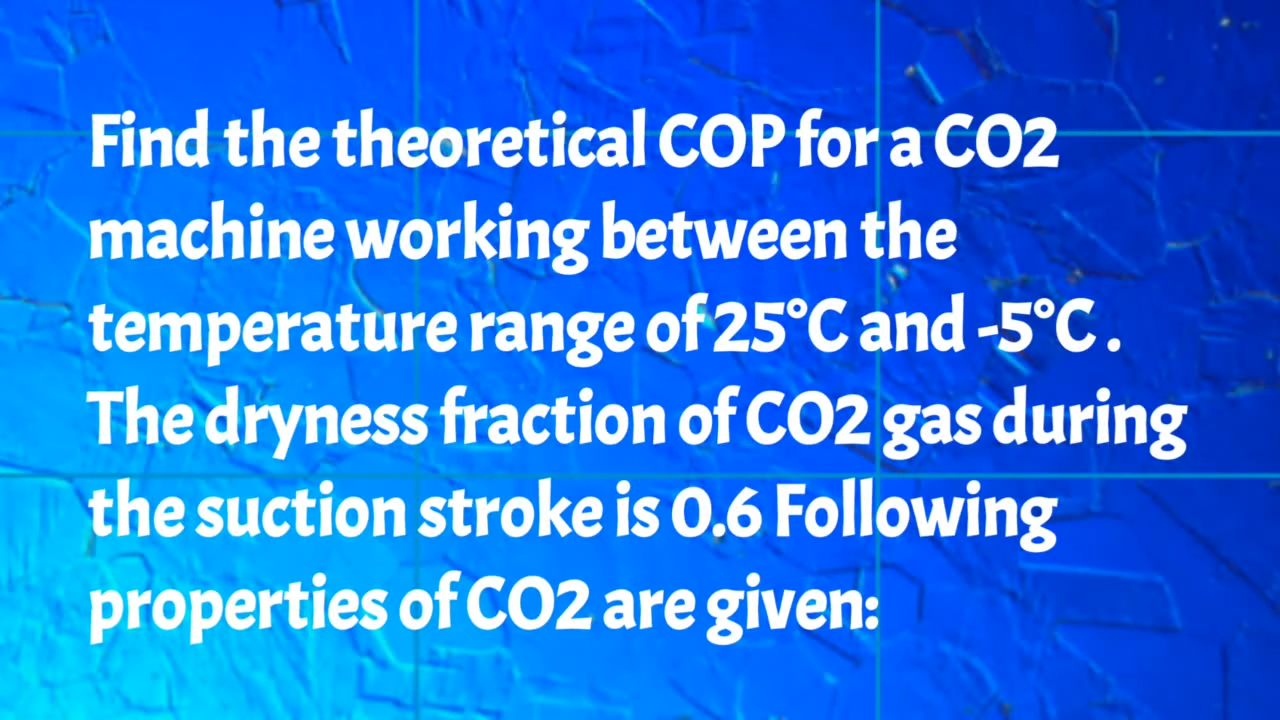 Find the theoretical COP for a CO2
machine working between the
temperature range of 25°C and -5°C .
The dryness fraction of CO2 gas during
the suction stroke is 0.6 Following
properties of CO2 are given: